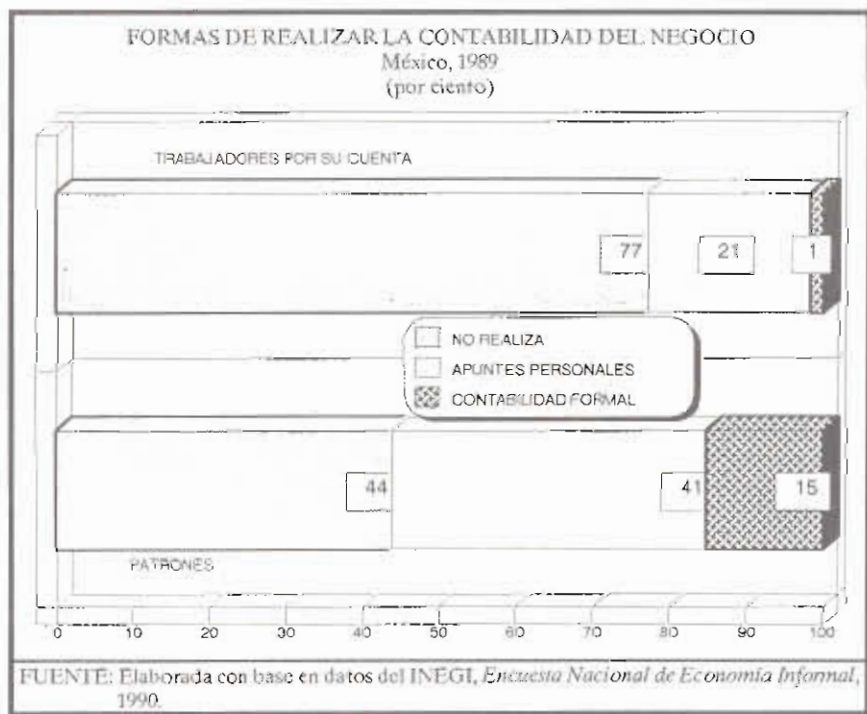 FORMAS DE REALIZAR LA CONTABILIDAD DEL NEGOCIO
México, 1989
(por ciento)
TRABAJADORES POR SU CUENTA
77 21 1
NO REALIZA
APUNTES PERSONALES
CONTABILIDAD FORMAL
44 41 15
PATRONES
0 10 20 30 40 50 60 70 80 90 100
FUENTE: Elaborada con base en datos del INEGI, Encuesta Nacional de Economía Informal,
1990.